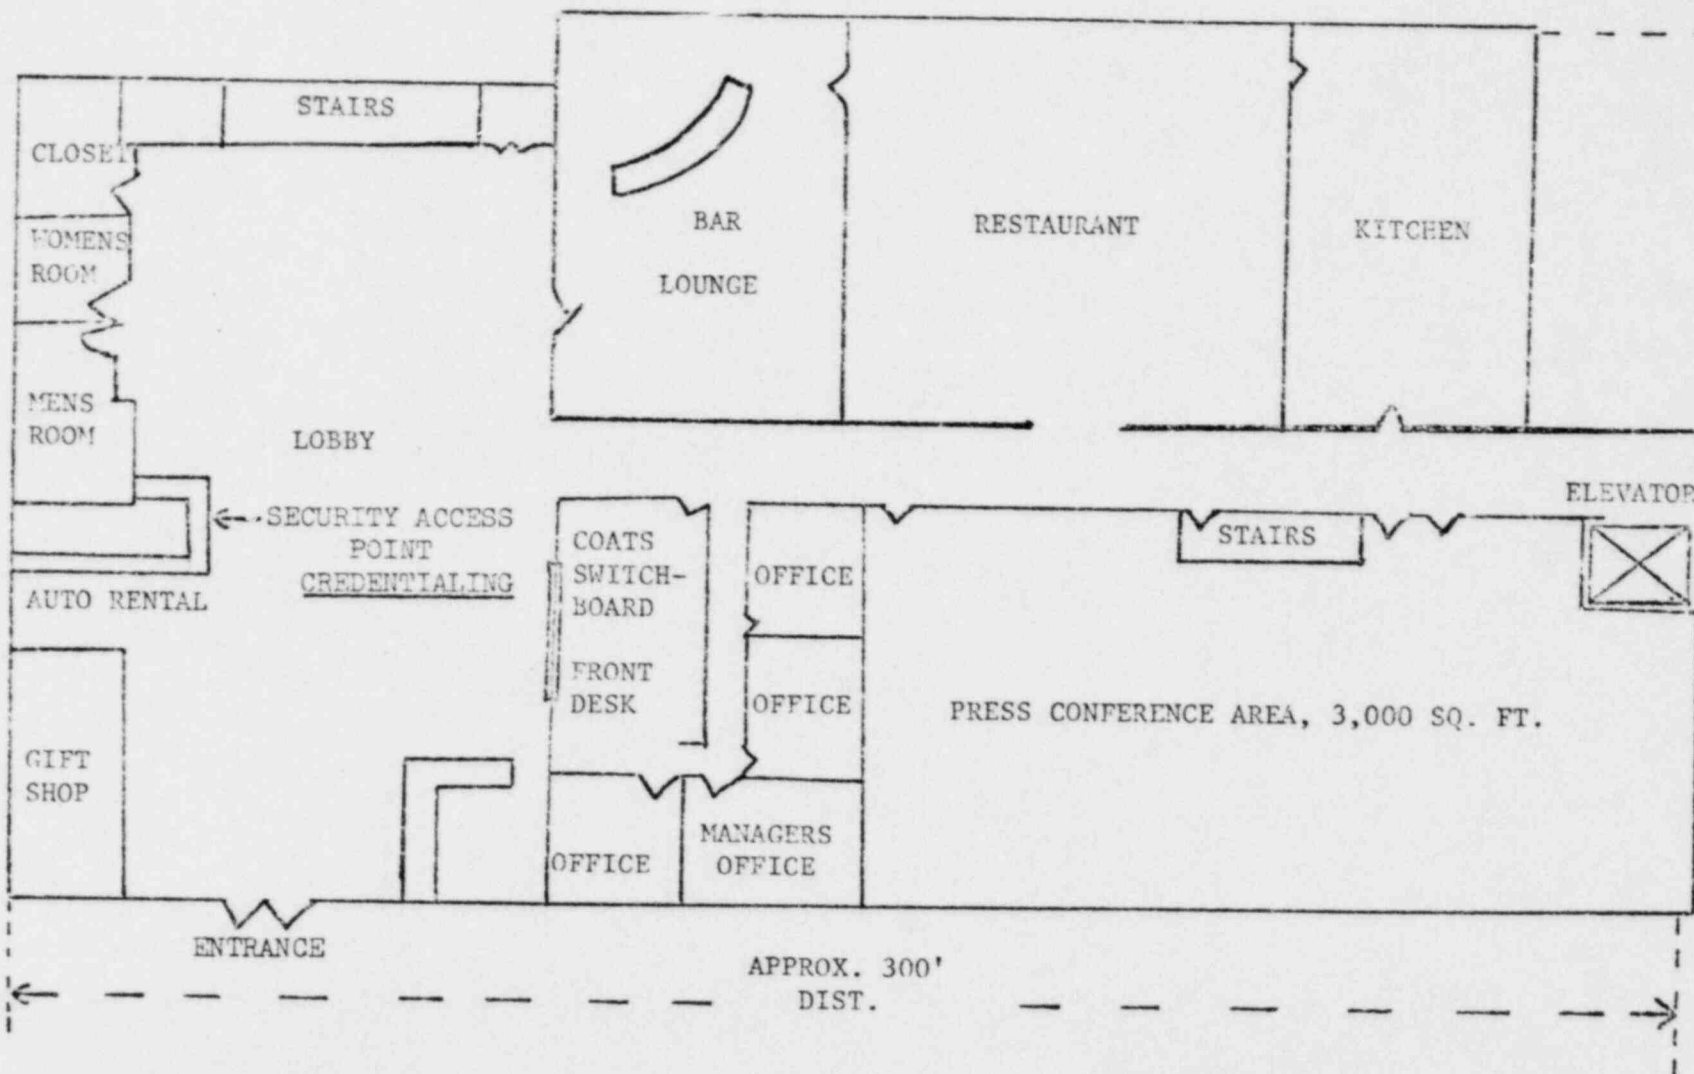 STAIRS
CLOSET
WOMENS
ROOM
BAR
LOUNGE
RESTAURANT
KITCHEN
MENS
ROOM
LOBBY
SECURITY ACCESS
POINT
CREDENTIALING
AUTO RENTAL
COATS
SWITCH-
BOARD
FRONT
DESK
OFFICE
OFFICE
STAIRS
ELEVATOR
PRESS CONFERENCE AREA, 3,000 SQ. FT.
GIFT
SHOP
OFFICE
MANAGERS
OFFICE
ENTRANCE
APPROX. 300'
DIST.